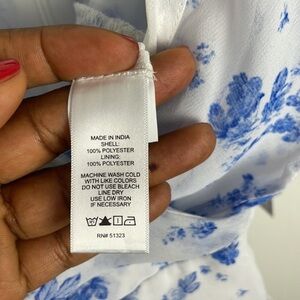 MADE IN INDIA
SHELL:
100% POLYESTER
LINING:
100% POLYESTER
MACHINE WASH COLD
WITH LIKE COLORS
DO NOT USE BLEACH
LINE DRY
USE LOW IRON
IF NECESSARY
RN# 51323